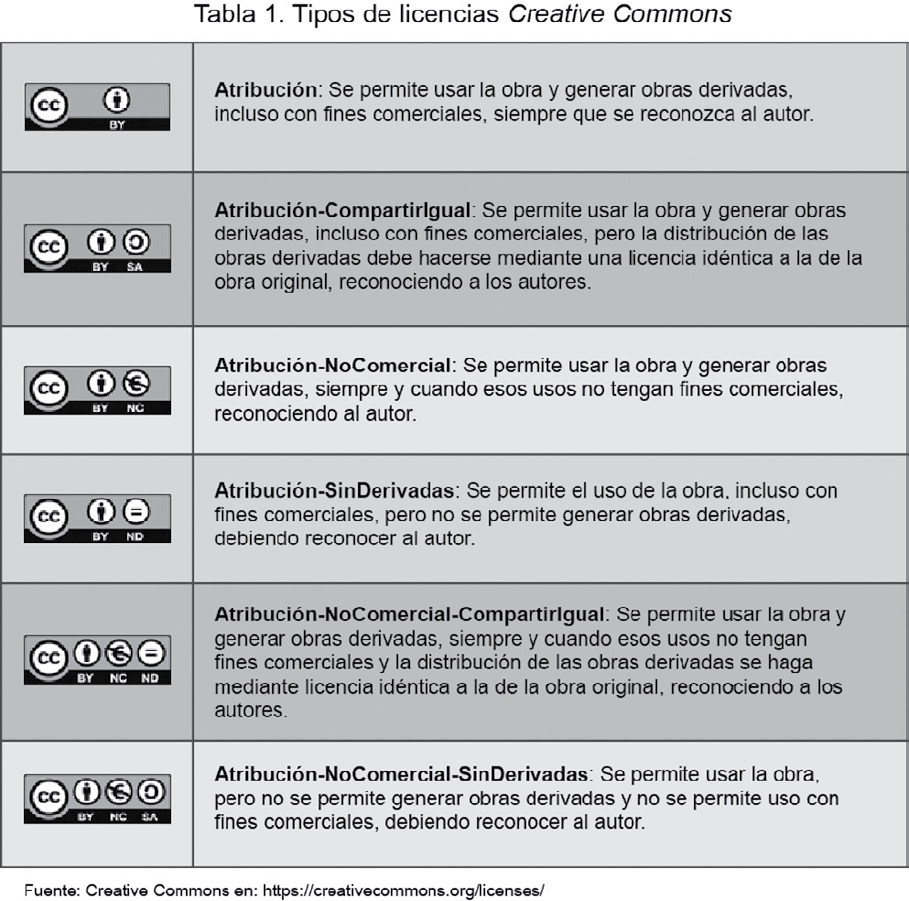 Tabla 1. Tipos de licencias Creative Commons
cc
BY
Atribución: Se permite usar la obra y generar obras derivadas,
incluso con fines comerciales, siempre que se reconozca al autor.
cc
BY SA
Atribución-CompartirIgual: Se permite usar la obra y generar obras
derivadas, incluso con fines comerciales, pero la distribución de las
obras derivadas debe hacerse mediante una licencia idéntica a la de la
obra original, reconociendo a los autores.
cc
BY NC
Atribución-NoComercial: Se permite usar la obra y generar obras
derivadas, siempre y cuando esos usos no tengan fines comerciales,
reconociendo al autor.
cc
BY ND
Atribución-SinDerivadas: Se permite el uso de la obra, incluso con
fines comerciales, pero no se permite generar obras derivadas,
debiendo reconocer al autor.
cc
BY NC ND
Atribución-NoComercial-CompartirIgual: Se permite usar la obra y
generar obras derivadas, siempre y cuando esos usos no tengan
fines comerciales y la distribución de las obras derivadas se haga
mediante licencia idéntica a la de la obra original, reconociendo a los
autores.
cc
BY NC SA
Atribución-NoComercial-SinDerivadas: Se permite usar la obra,
pero no se permite generar obras derivadas y no se permite uso con
fines comerciales, debiendo reconocer al autor.
Fuente: Creative Commons en: https://creativecommons.org/licenses/